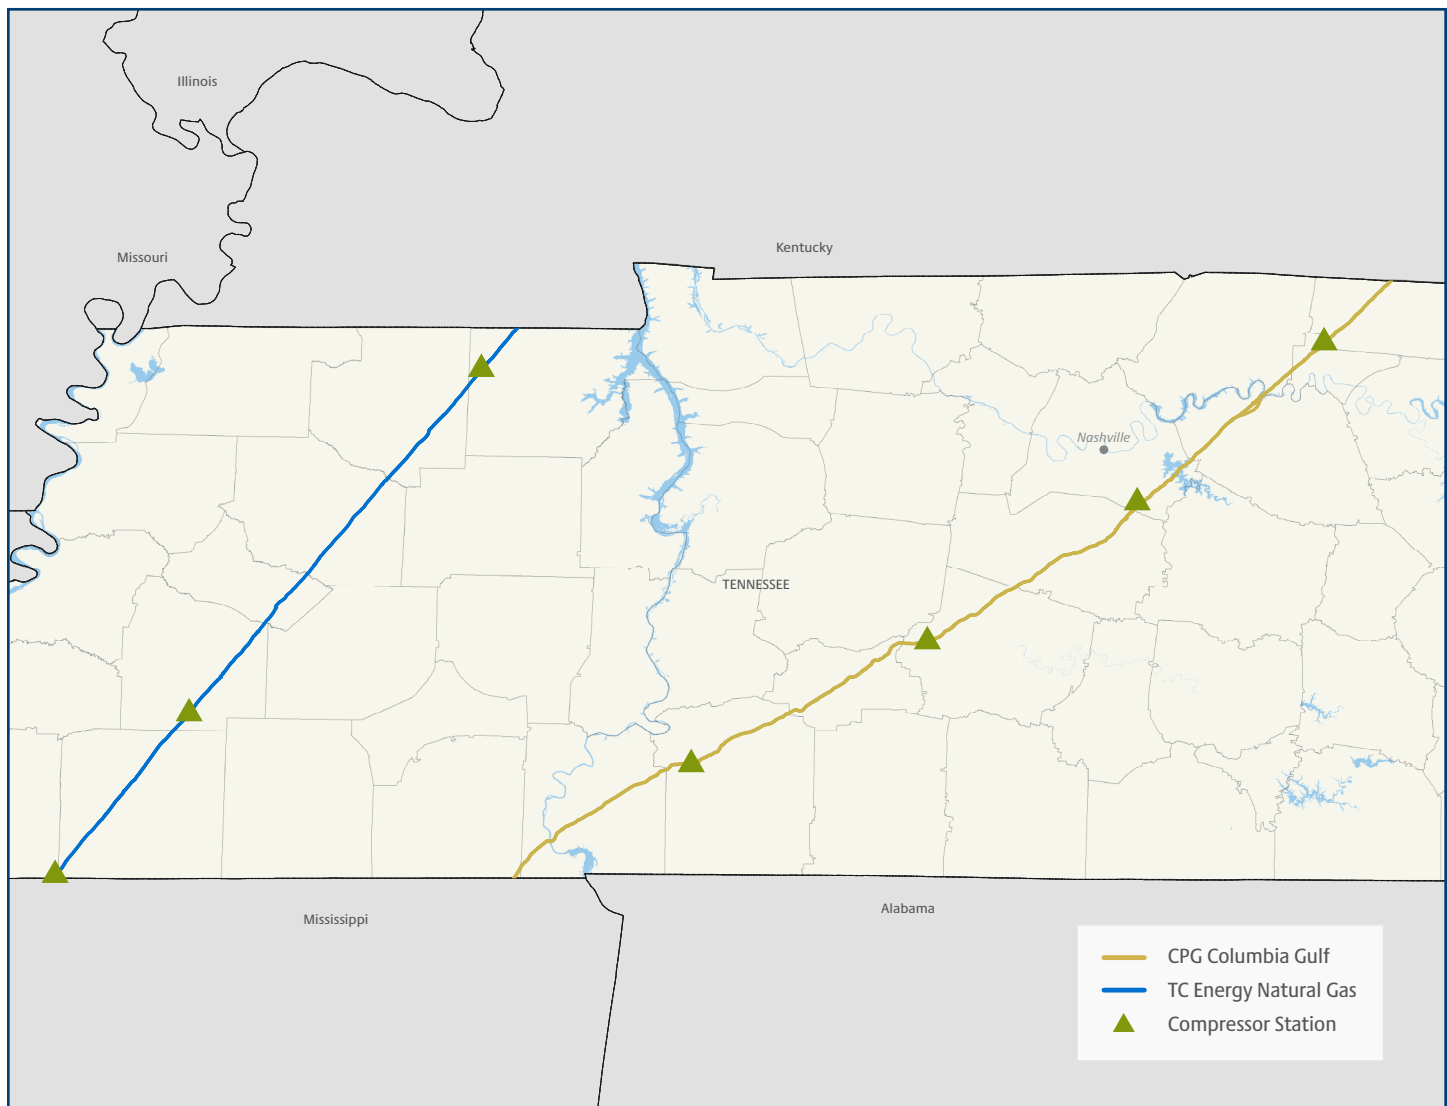 Illinois
Kentucky
Missouri
Nashville
TENNESSEE
Alabama
Mississippi
CPG Columbia Gulf
TC Energy Natural Gas
Compressor Station